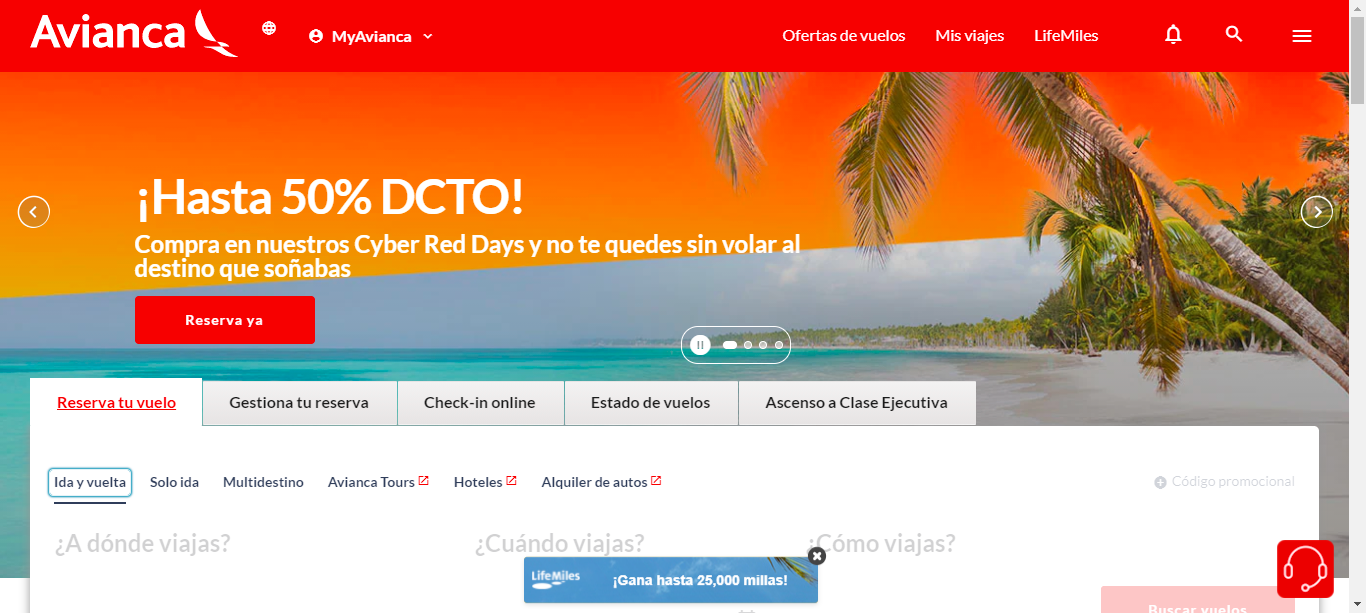 Avianca
MyAvianca
Ofertas de vuelos
Mis viajes
LifeMiles
¡Hasta 50% DCTO!
Compra en nuestros Cyber Red Days y no te quedes sin volar al
destino que soñabas
Reserva ya
Reserva tu vuelo
Gestiona tu reserva
Check-in online
Estado de vuelos
Ascenso a Clase Ejecutiva
Ida y vuelta
Solo ida
Multidestino
Avianca Tours
Hoteles
Alquiler de autos
Código promocional
¿A dónde viajas?
¿Cuándo viajas?
¿Cómo viajas?
LifeMiles
¡Gana hasta 25,000 millas!
Buscar vuelos